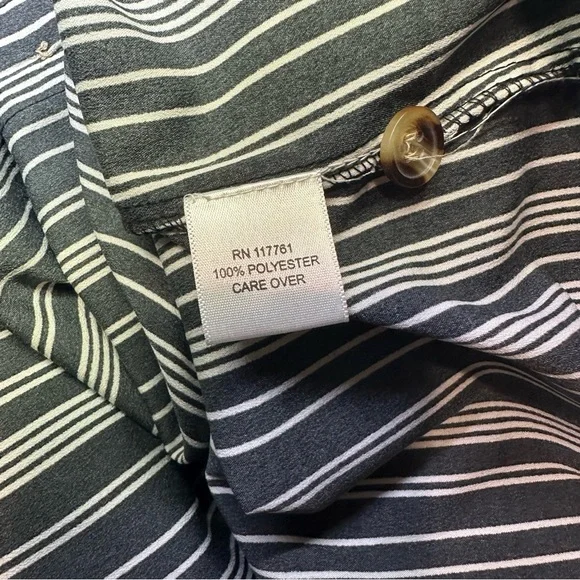 RN 117761
100% POLYESTER
CARE OVER